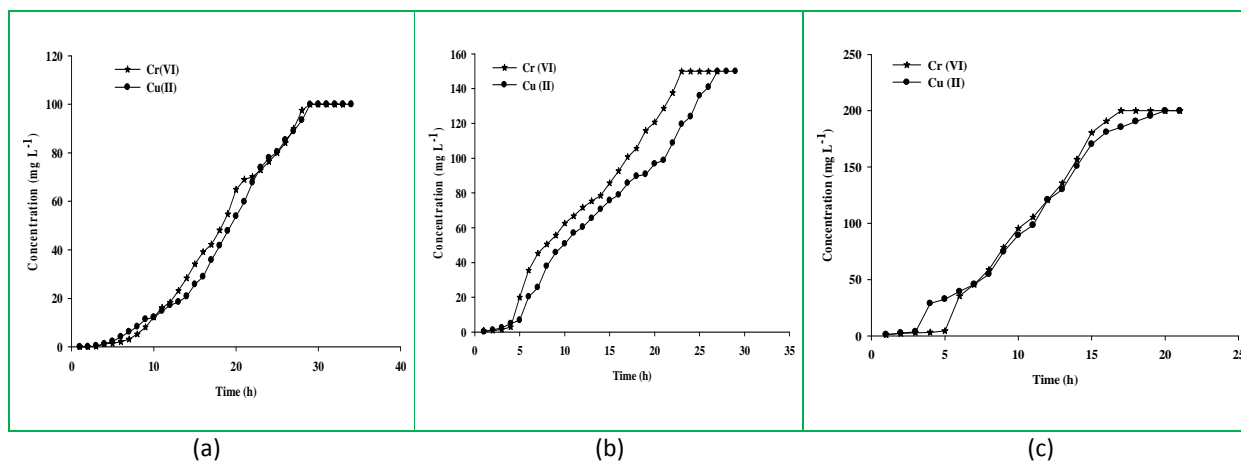 120
100
80
60
40
20
0
Concentration (mg L-1)
Cr(VI)
Cu(II)
0 10 20 30 40
Time (h)
(a)
160
140
120
100
80
60
40
20
0
Concentration (mg L-1)
Cr (VI)
Cu (II)
0 5 10 15 20 25 30 35
Time (h)
(b)
250
200
150
100
50
0
Concentration (mg L-1)
Cr (VI)
Cu (II)
0 5 10 15 20 25
Time (h)
(c)